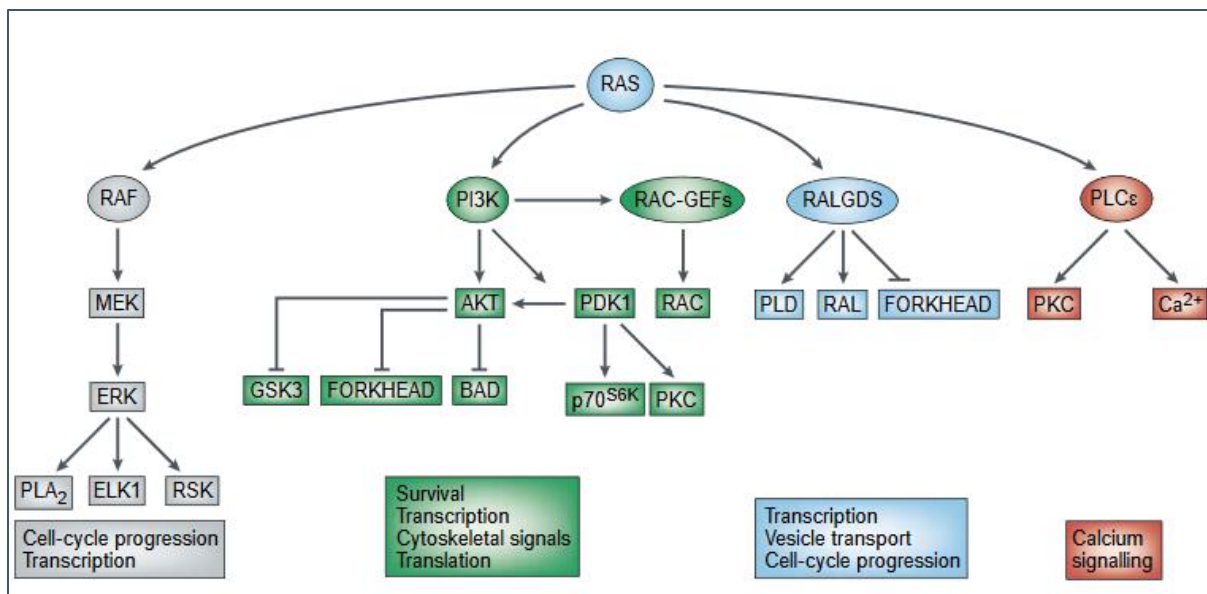 RAS
RAF
PI3K
RAC-GEFs
RALGDS
PLCε
MEK
AKT
PDK1
RAC
PLD
RAL
FORKHEAD
PKC
Ca²⁺
ERK
GSK3
FORKHEAD
BAD
p70ˢ⁶ᴷ
PKC
PLA₂
ELK1
RSK
Cell-cycle progression
Transcription
Survival
Transcription
Cytoskeletal signals
Translation
Transcription
Vesicle transport
Cell-cycle progression
Calcium
signalling